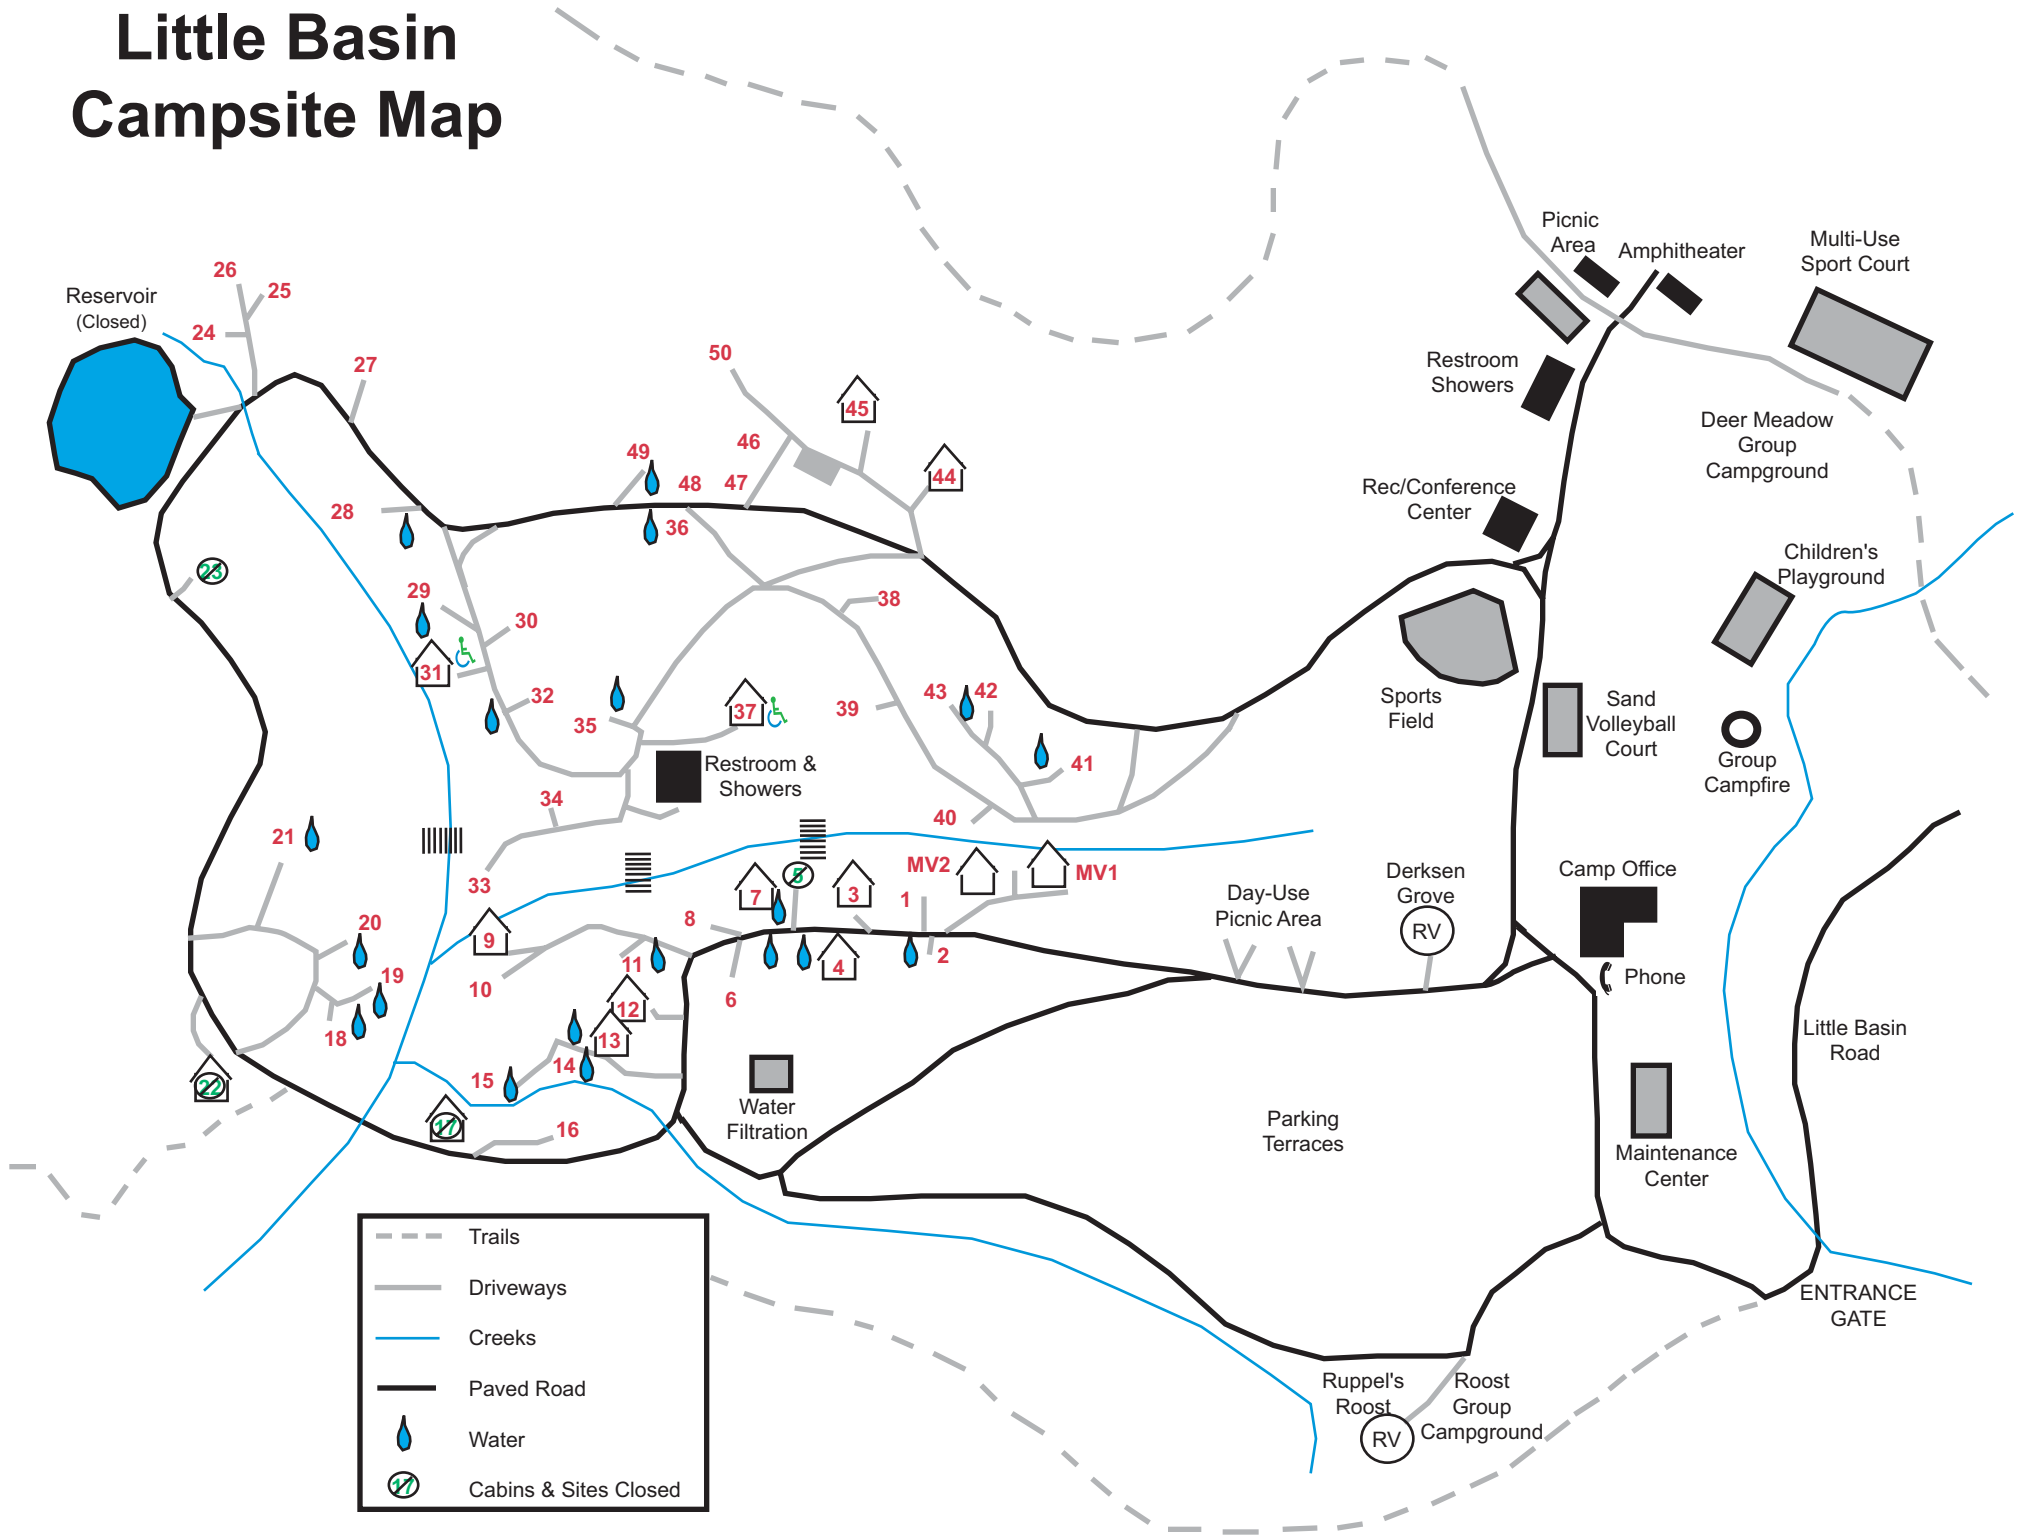 Little Basin
Campsite Map
Picnic
Area
Amphitheater
Multi-Use
Sport Court
26
25
Reservoir
(Closed)
24
27
50
45
Restroom
Showers
Deer Meadow
Group
Campground
46
49
44
48
47
Rec/Conference
Center
28
36
Children's
Playground
23
29
30
38
31
32
35
37
39
43
42
Sports
Field
Sand
Volleyball
Court
Group
Campfire
Restroom &
Showers
41
34
40
21
33
MV2
MV1
7
5
3
1
Day-Use
Picnic Area
Derksen
Grove
RV
Camp Office
Phone
20
8
9
4
2
11
19
10
6
12
18
13
14
15
22
17
16
Water
Filtration
Parking
Terraces
Little Basin
Road
Maintenance
Center
Trails
Driveways
Creeks
Paved Road
Water
17
Cabins & Sites Closed
ENTRANCE
GATE
Ruppel's
Roost
RV
Roost
Group
Campground